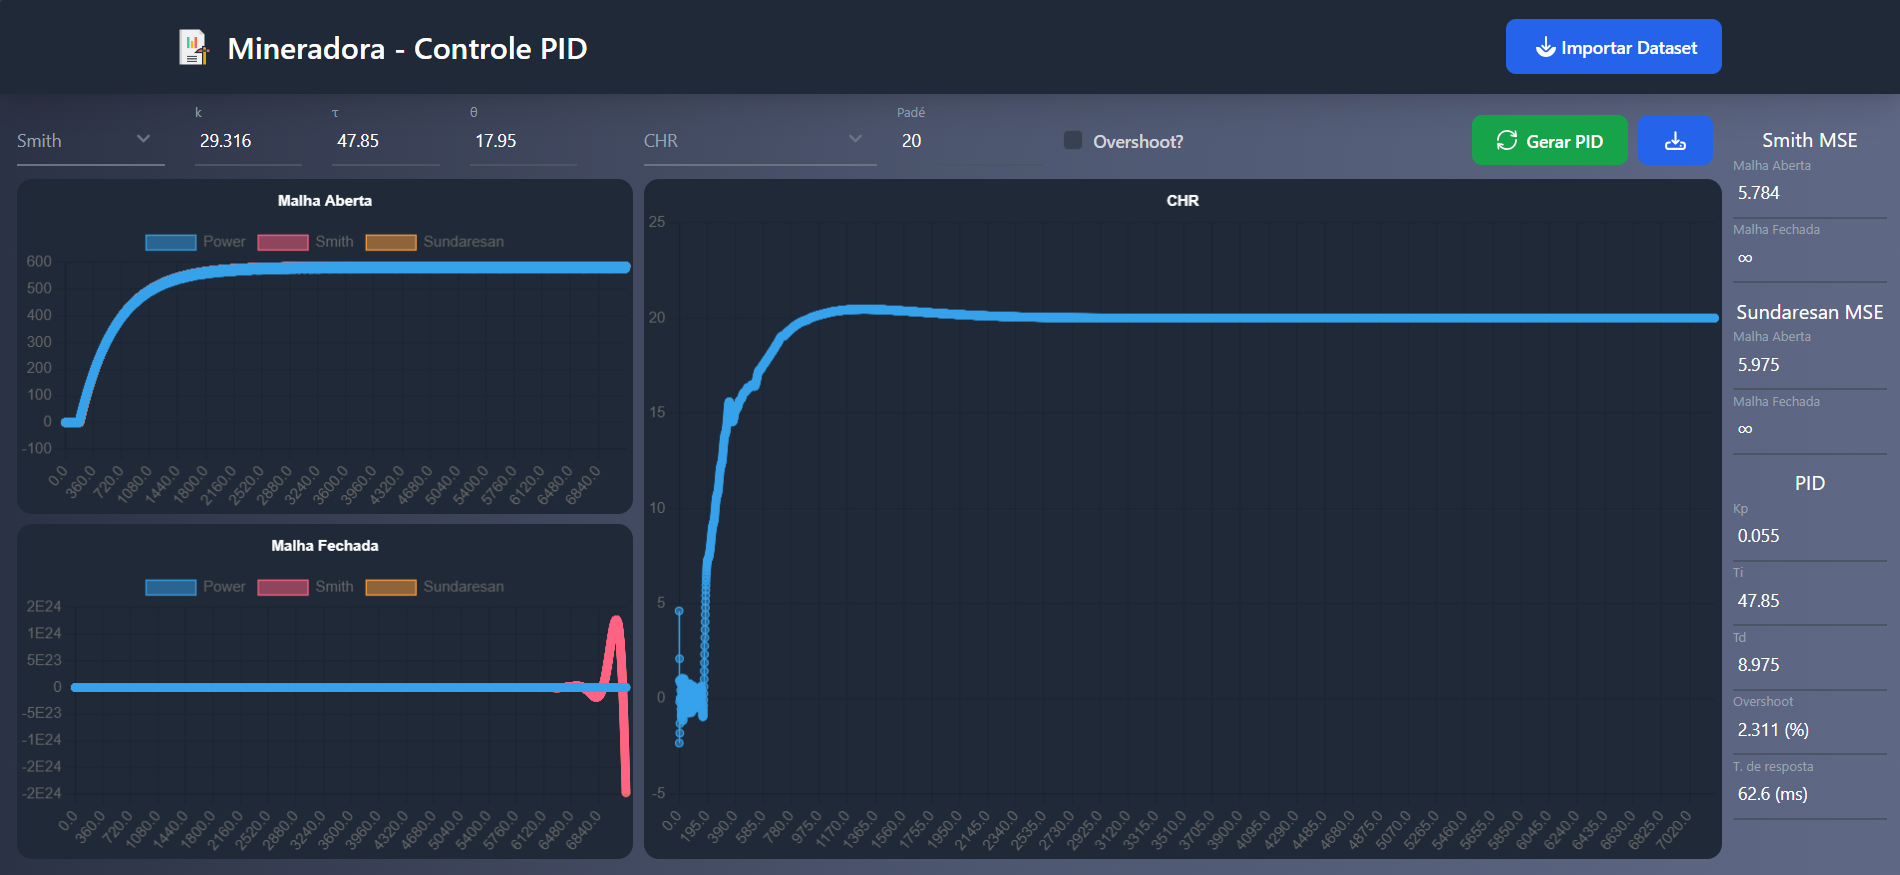 Mineradora - Controle PID
Importar Dataset
Smith
k
29.316
τ
47.85
θ
17.95
CHR
Padé
20
Overshoot?
Gerar PID
Malha Aberta
Power Smith Sundaresan
600
500
400
300
200
100
0
-100
0.0 360.0 720.0 1080.0 1440.0 1800.0 2160.0 2520.0 2880.0 3240.0 3600.0 3960.0 4320.0 4680.0 5040.0 5400.0 5760.0 6120.0 6480.0 6840.0
Malha Fechada
Power Smith Sundaresan
2E24
1E24
5E23
0
-5E23
-1E24
-2E24
-2E24
0.0 360.0 720.0 1080.0 1440.0 1800.0 2160.0 2520.0 2880.0 3240.0 3600.0 3960.0 4320.0 4680.0 5040.0 5400.0 5760.0 6120.0 6480.0 6840.0
CHR
25
20
15
10
5
0
-5
0.0 195.0 390.0 585.0 780.0 975.0 1170.0 1365.0 1560.0 1755.0 1950.0 2145.0 2340.0 2535.0 2730.0 2925.0 3120.0 3315.0 3510.0 3705.0 3900.0 4095.0 4290.0 4485.0 4680.0 4875.0 5070.0 5265.0 5460.0 5655.0 5850.0 6045.0 6240.0 6435.0 6630.0 6825.0 7020.0
Smith MSE
Malha Aberta
5.784
Malha Fechada
∞
Sundaresan MSE
Malha Aberta
5.975
Malha Fechada
∞
PID
Kp
0.055
Ti
47.85
Td
8.975
Overshoot
2.311 (%)
T. de resposta
62.6 (ms)